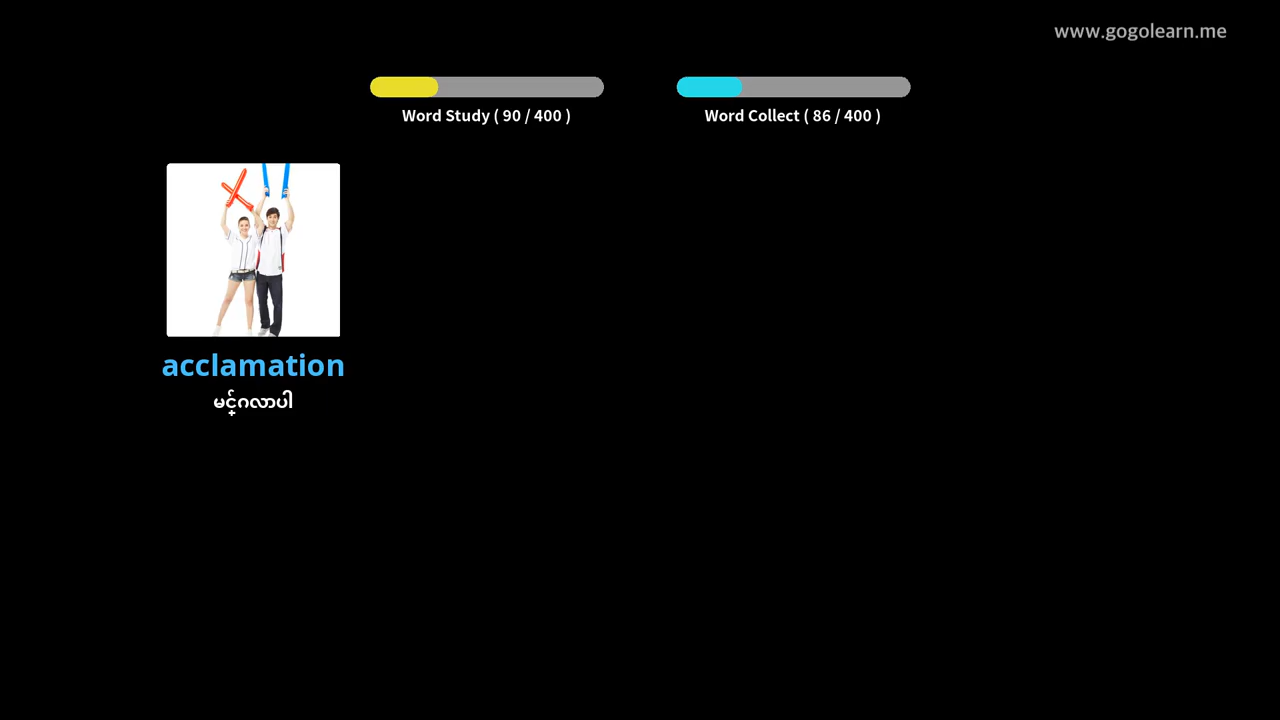 www.gogolearn.me
Word Study ( 90 / 400 )
Word Collect ( 86 / 400 )
acclamation
မင်္ဂလာပါ